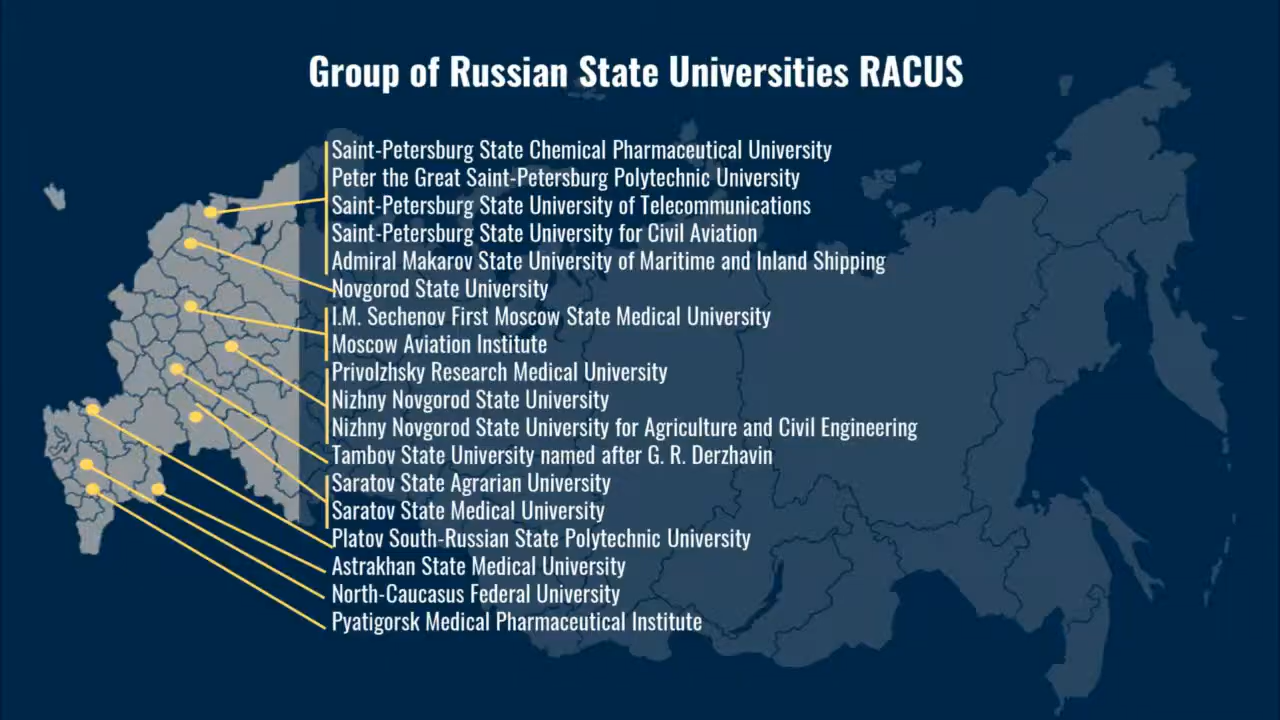 Group of Russian State Universities RACUS
Saint-Petersburg State Chemical Pharmaceutical University
Peter the Great Saint-Petersburg Polytechnic University
Saint-Petersburg State University of Telecommunications
Saint-Petersburg State University for Civil Aviation
Admiral Makarov State University of Maritime and Inland Shipping
Novgorod State University
I.M. Sechenov First Moscow State Medical University
Moscow Aviation Institute
Privolzhsky Research Medical University
Nizhny Novgorod State University
Nizhny Novgorod State University for Agriculture and Civil Engineering
Tambov State University named after G. R. Derzhavin
Saratov State Agrarian University
Saratov State Medical University
Platov South-Russian State Polytechnic University
Astrakhan State Medical University
North-Caucasus Federal University
Pyatigorsk Medical Pharmaceutical Institute